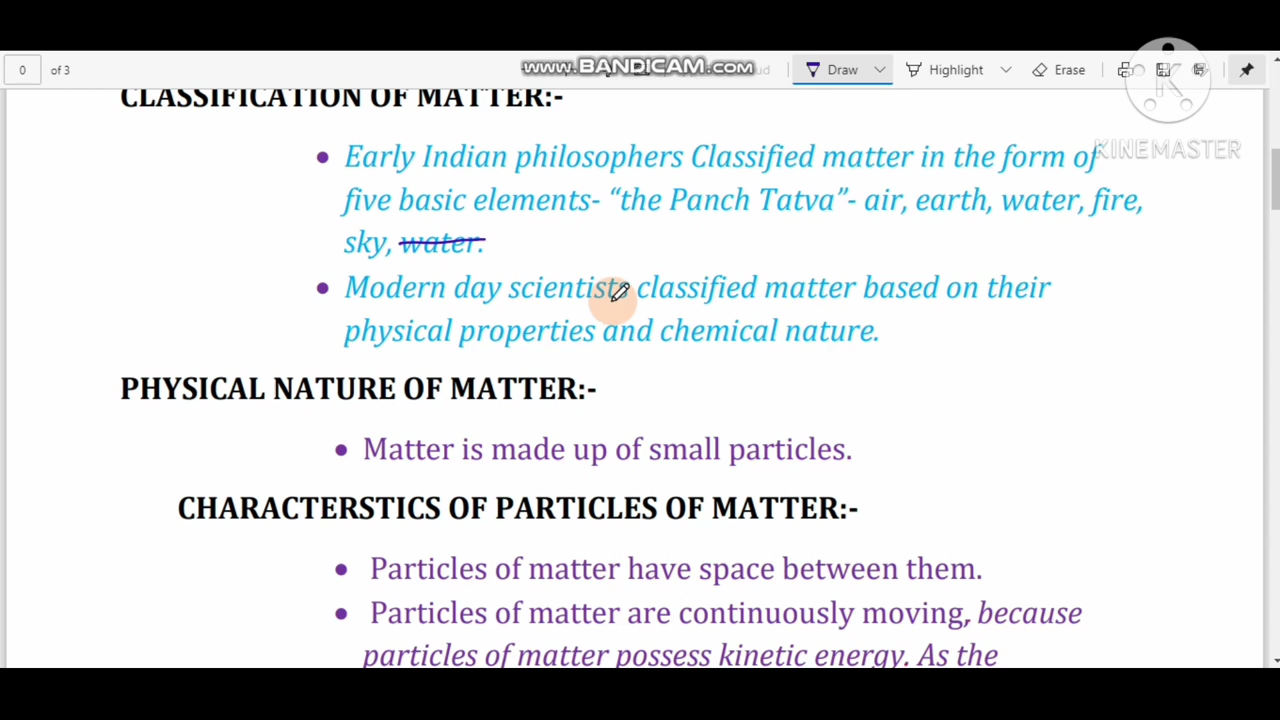 0 of 3
www.BANDICAM.com
Draw
Highlight
Erase
KINEMASTER
CLASSIFICATION OF MATTER:-
• Early Indian philosophers Classified matter in the form of
five basic elements- “the Panch Tatva”- air, earth, water, fire,
sky, water.
• Modern day scientists classified matter based on their
physical properties and chemical nature.
PHYSICAL NATURE OF MATTER:-
• Matter is made up of small particles.
CHARACTERSTICS OF PARTICLES OF MATTER:-
• Particles of matter have space between them.
• Particles of matter are continuously moving, because
particles of matter possess kinetic energy. As the